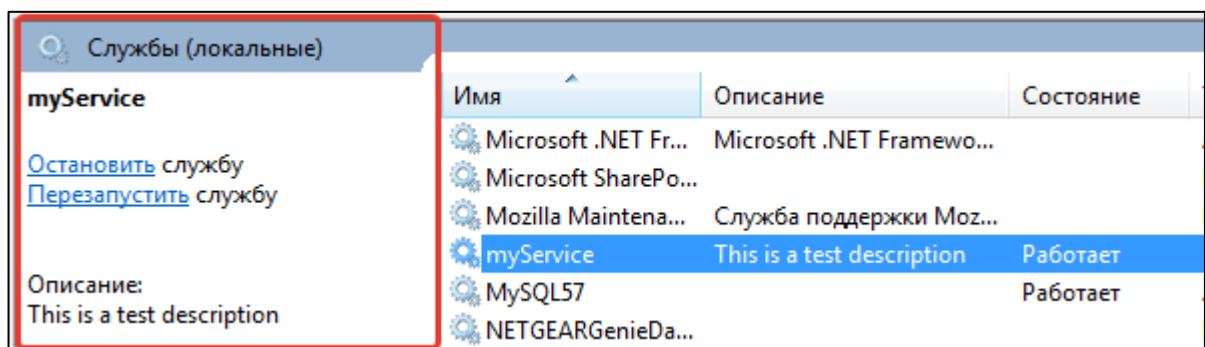 Службы (локальные)
myService
Остановить службу
Перезапустить службу
Описание:
This is a test description
Имя Описание Состояние
Microsoft .NET Fr... Microsoft .NET Framewo...
Microsoft SharePo...
Mozilla Maintena... Служба поддержки Moz...
myService This is a test description Работает
MySQL57 Работает
NETGEARGenieDa...